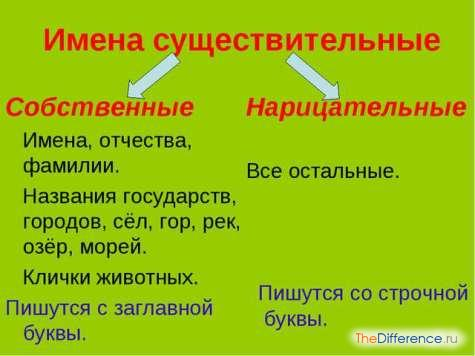 Имена существительные
Собственные
Имена, отчества,
фамилии.
Названия государств,
городов, сёл, гор, рек,
озёр, морей.
Клички животных.
Пишутся с заглавной
буквы.
Нарицательные
Все остальные.
Пишутся со строчной
буквы.
TheDifference.ru